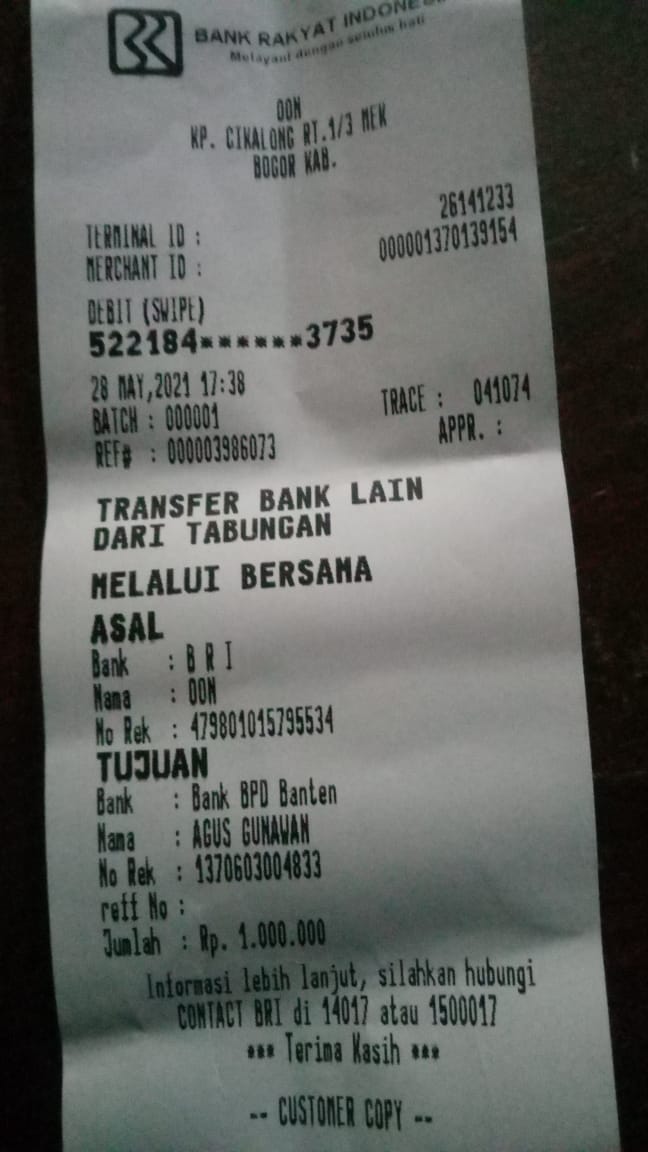 BANK RAKYAT INDONES
Melayani dengan setulus hati
OON
KP. CIKALONG RT.1/3 MEK
BOGOR KAB.
TERMINAL ID : 26141233
MERCHANT ID : 000001370139154
DEBIT (SWIPE)
522184******3735
28 MAY,2021 17:38
BATCH : 000001 TRACE : 041074
REF# : 000003986073 APPR. :
TRANSFER BANK LAIN
DARI TABUNGAN
MELALUI BERSAMA
ASAL
Bank : B R I
Nama : OON
No Rek : 479801015795534
TUJUAN
Bank : Bank BPD Banten
Nama : AGUS GUNAWAN
No Rek : 1370603004833
reff No :
Jumlah : Rp. 1.000.000
Informasi lebih lanjut, silahkan hubungi
CONTACT BRI di 14017 atau 1500017
*** Terima Kasih ***
-- CUSTOMER COPY --